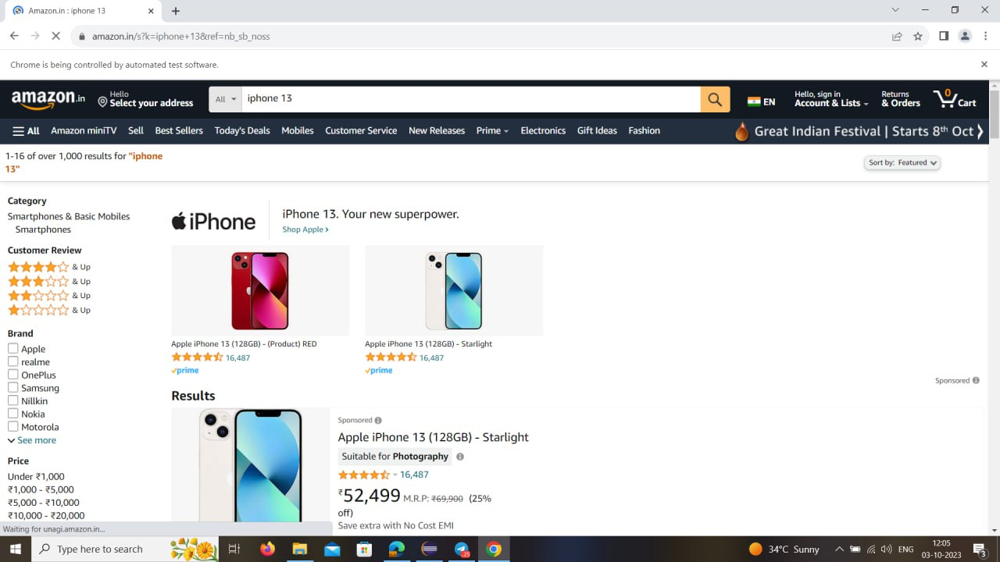 Amazon.in : iphone 13
amazon.in/s?k=iphone+13&ref=nb_sb_noss
Chrome is being controlled by automated test software.
amazon.in
Hello
Select your address
All
iphone 13
EN
Hello, sign in
Account & Lists
Returns
& Orders
0
Cart
All
Amazon miniTV
Sell
Best Sellers
Today's Deals
Mobiles
Customer Service
New Releases
Prime
Electronics
Gift Ideas
Fashion
Great Indian Festival | Starts 8th Oct
1-16 of over 1,000 results for "iphone
13"
Sort by: Featured
Category
Smartphones & Basic Mobiles
Smartphones
Customer Review
& Up
& Up
& Up
& Up
Brand
Apple
realme
OnePlus
Samsung
Nillkin
Nokia
Motorola
See more
Price
Under ₹1,000
₹1,000 - ₹5,000
₹5,000 - ₹10,000
₹10,000 - ₹20,000
iPhone
iPhone 13. Your new superpower.
Shop Apple ›
Apple iPhone 13 (128GB) - (Product) RED
16,487
prime
Apple iPhone 13 (128GB) - Starlight
16,487
prime
Sponsored
Results
Sponsored
Apple iPhone 13 (128GB) - Starlight
Suitable for Photography
16,487
₹52,499 M.R.P: ₹69,900 (25%
off)
Save extra with No Cost EMI
Waiting for unagi.amazon.in...
Type here to search
25
34°C Sunny
ENG
12:05
03-10-2023
3